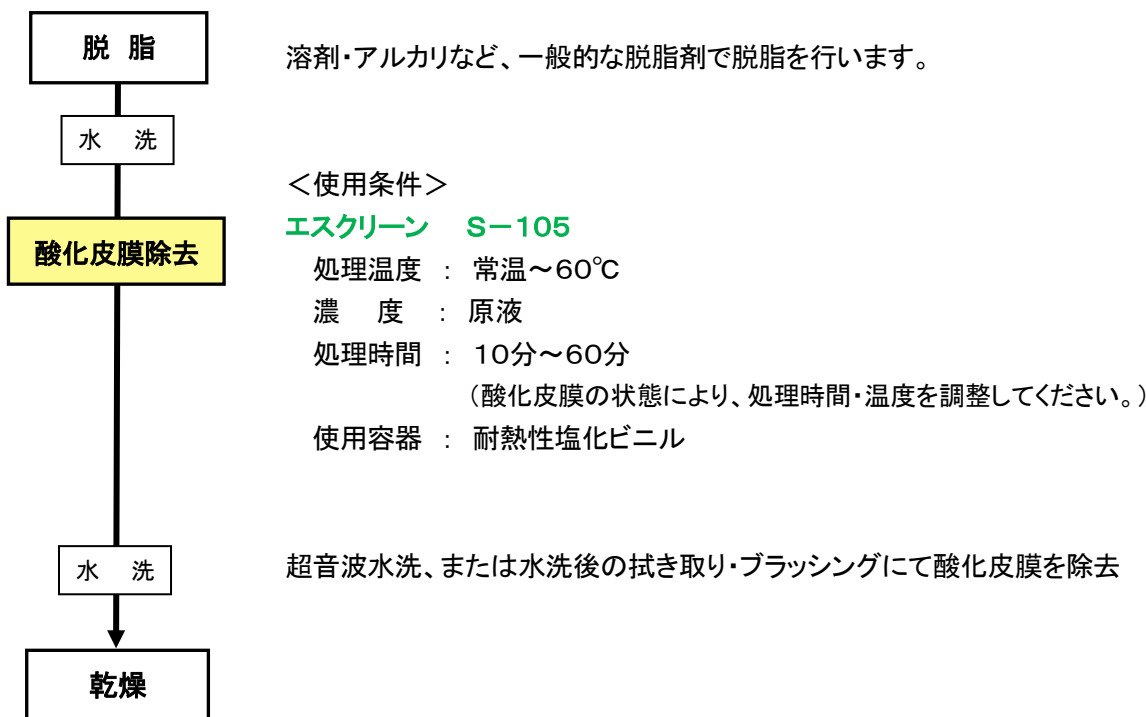 脱 脂
溶剤・アルカリなど、一般的な脱脂剤で脱脂を行います。
水 洗
＜使用条件＞
エスクリーン Ｓ－１０５
酸化皮膜除去
処理温度 ： 常温～６０℃
濃 度 ： 原液
処理時間 ： １０分～６０分
（酸化皮膜の状態により、処理時間・温度を調整してください。）
使用容器 ： 耐熱性塩化ビニル
水 洗
超音波水洗、または水洗後の拭き取り・ブラッシングにて酸化皮膜を除去
乾燥